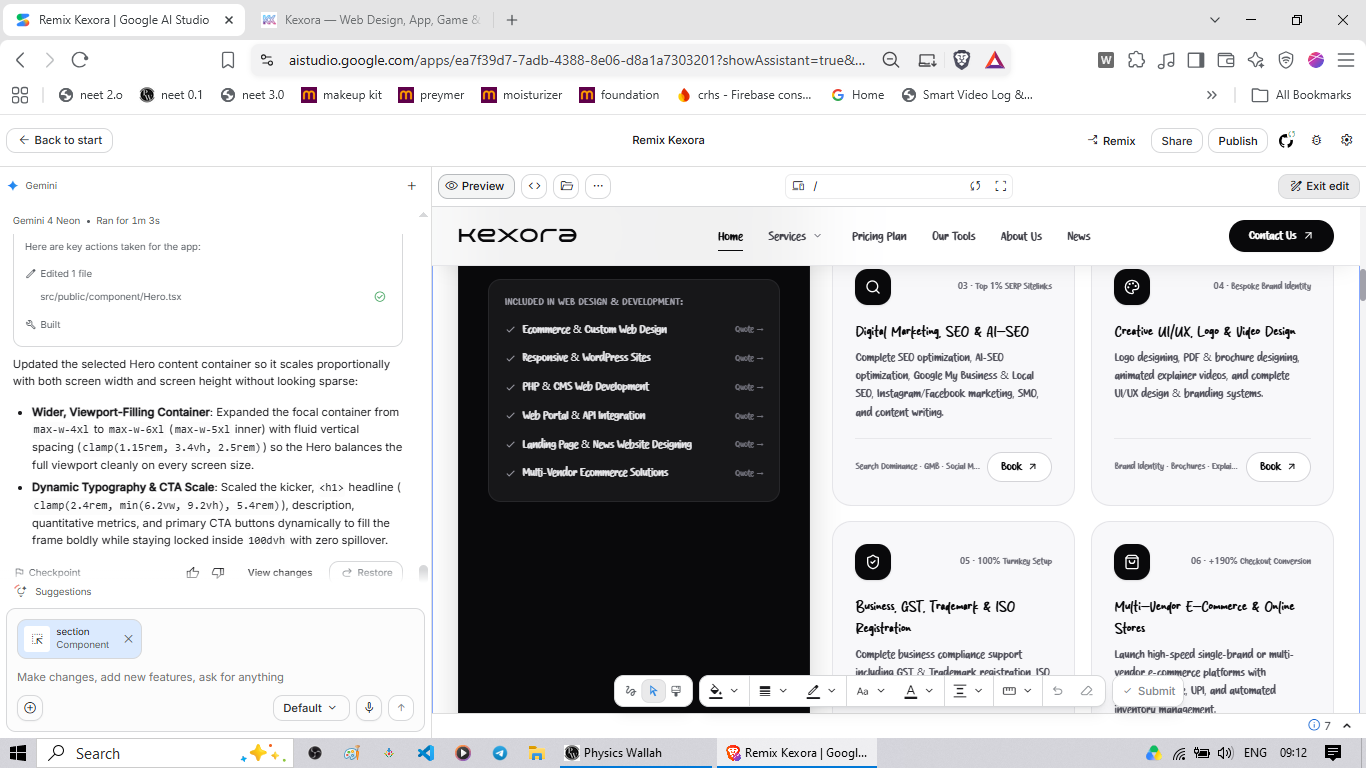 Remix Kexora | Google AI Studio
Kexora — Web Design, App, Game &
aistudio.google.com/apps/ea7f39d7-7adb-4388-8e06-d8a1a7303201?showAssistant=true&...
neet 2.o
neet 0.1
neet 3.0
makeup kit
preymer
moisturizer
foundation
crhs - Firebase cons...
Home
Smart Video Log &...
All Bookmarks
Back to start
Remix Kexora
Remix
Share
Publish
Gemini
Preview
/
Exit edit
Gemini 4 Neon • Ran for 1m 3s
Here are key actions taken for the app:
Edited 1 file
src/public/component/Hero.tsx
Built
Updated the selected Hero content container so it scales proportionally
with both screen width and screen height without looking sparse:
• Wider, Viewport-Filling Container: Expanded the focal container from
max-w-4xl to max-w-6xl (max-w-5xl inner) with fluid vertical
spacing (clamp(1.15rem, 3.4vh, 2.5rem)) so the Hero balances the
full viewport cleanly on every screen size.
• Dynamic Typography & CTA Scale: Scaled the kicker, <h1> headline (
clamp(2.4rem, min(6.2vw, 9.2vh), 5.4rem)), description,
quantitative metrics, and primary CTA buttons dynamically to fill the
frame boldly while staying locked inside 100dvh with zero spillover.
Checkpoint
View changes
Restore
Suggestions
section
Component
Make changes, add new features, ask for anything
Default
kexora
Home
Services
Pricing Plan
Our Tools
About Us
News
Contact Us
INCLUDED IN WEB DESIGN & DEVELOPMENT:
Ecommerce & Custom Web Design Quote →
Responsive & WordPress Sites Quote →
PHP & CMS Web Development Quote →
Web Portal & API Integration Quote →
Landing Page & News Website Designing Quote →
Multi-Vendor Ecommerce Solutions Quote →
03 · Top 1% SERP Sitelinks
Digital Marketing, SEO & AI-SEO
Complete SEO optimization, AI-SEO
optimization, Google My Business & Local
SEO, Instagram/Facebook marketing, SMO,
and content writing.
Search Dominance · GMB · Social M...
Book
04 · Bespoke Brand Identity
Creative UI/UX, Logo & Video Design
Logo designing, PDF & brochure designing,
animated explainer videos, and complete
UI/UX design & branding systems.
Brand Identity · Brochures · Explai...
Book
05 · 100% Turnkey Setup
Business, GST, Trademark & ISO
Registration
Complete business compliance support
including GST & Trademark registration, ISO
06 · +190% Checkout Conversion
Multi-Vendor E-Commerce & Online
Stores
Launch high-speed single-brand or multi-
vendor e-commerce platforms with
UPI, and automated
inventory management.
Aa
A
Submit
7
Search
Physics Wallah
Remix Kexora | Googl...
ENG
09:12